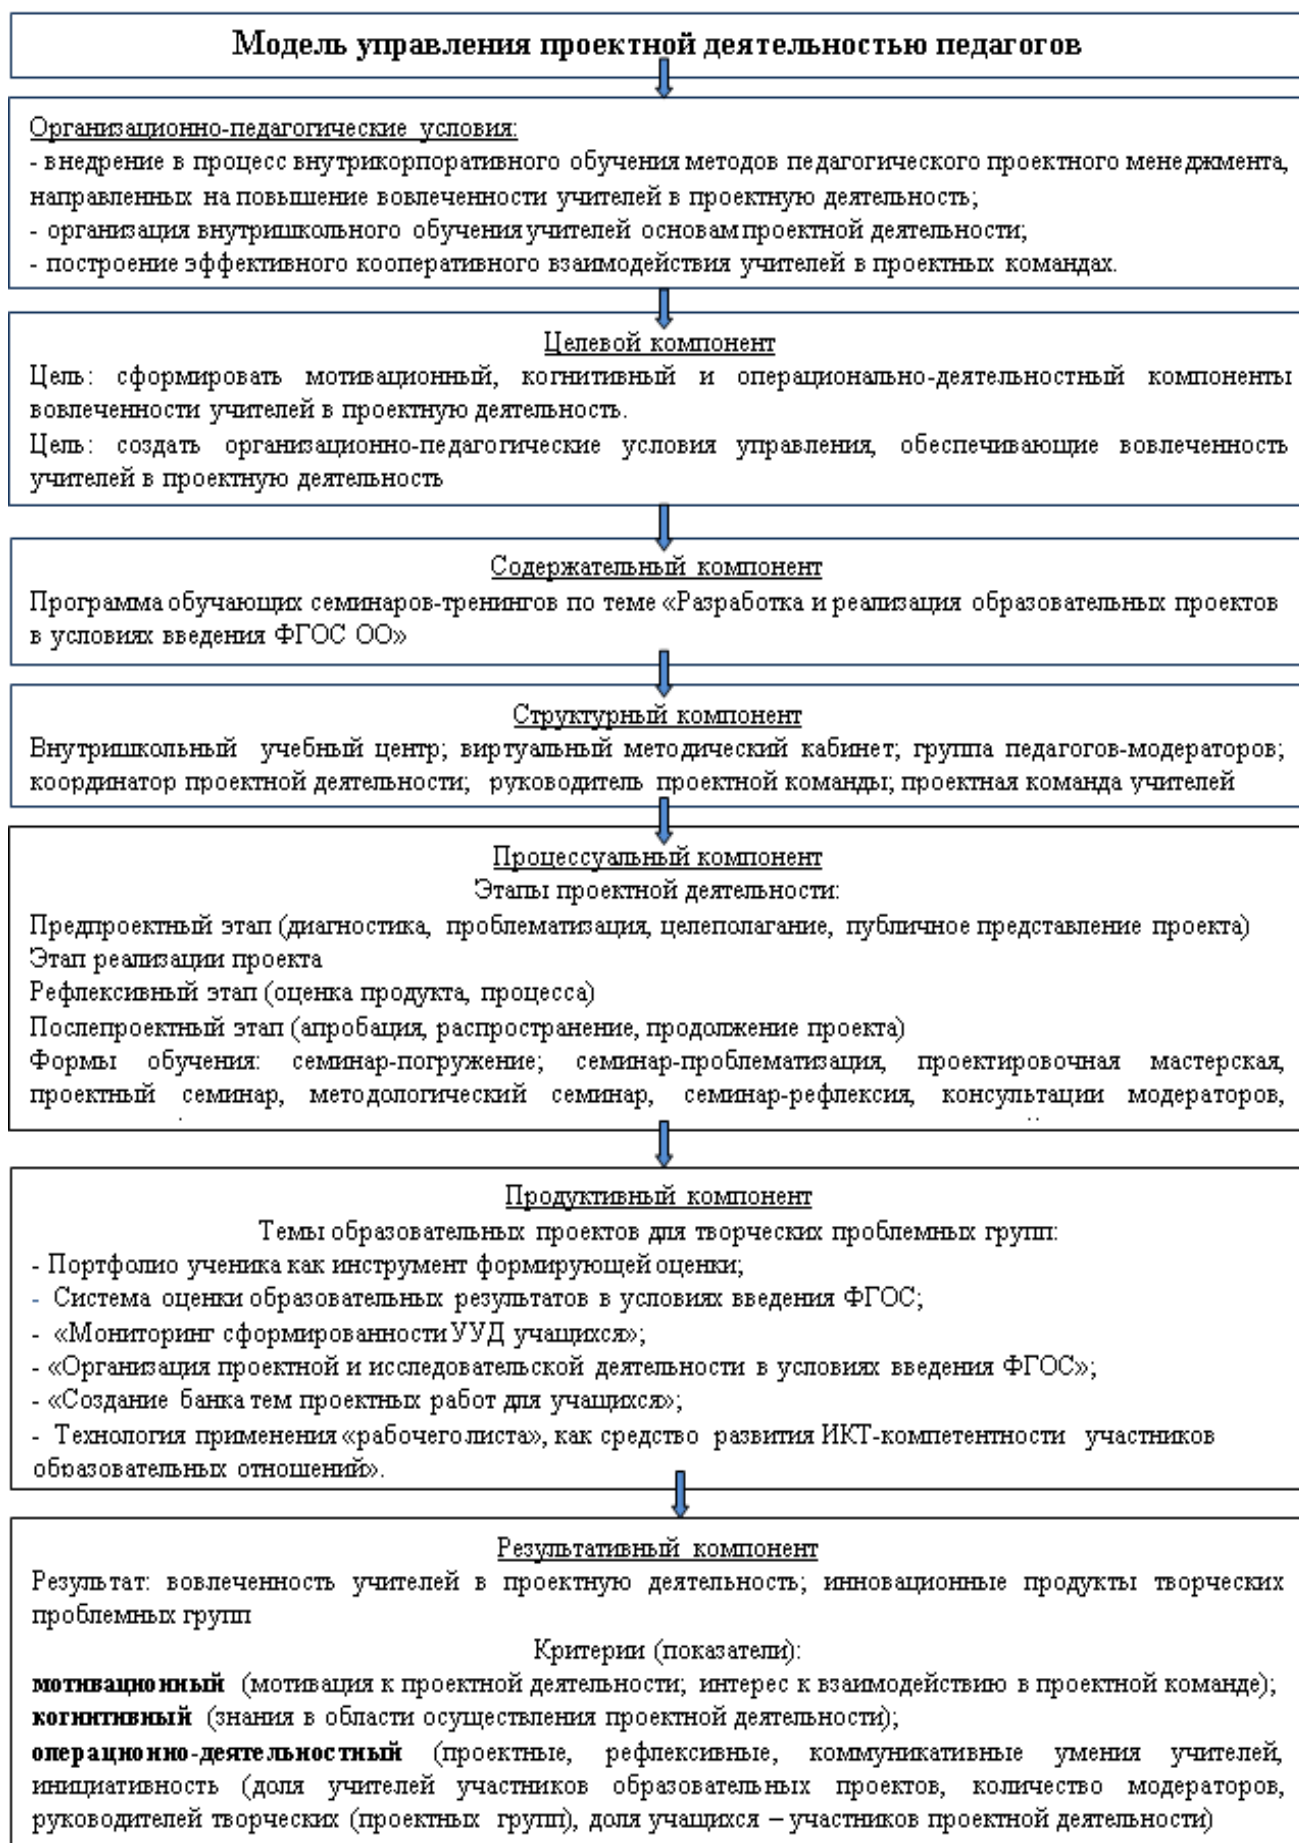 Модель управления проектной деятельностью педагогов
Организационно-педагогические условия:
- внедрение в процесс внутрикорпоративного обучения методов педагогического проектного менеджмента,
направленных на повышение вовлеченности учителей в проектную деятельность;
- организация внутришкольного обучения учителей основам проектной деятельности;
- построение эффективного кооперативного взаимодействия учителей в проектных командах.
Целевой компонент
Цель: сформировать мотивационный, когнитивный и операционально-деятельностный компоненты
вовлеченности учителей в проектную деятельность.
Цель: создать организационно-педагогические условия управления, обеспечивающие вовлеченность
учителей в проектную деятельность
Содержательный компонент
Программа обучающих семинаров-тренингов по теме «Разработка и реализация образовательных проектов
в условиях введения ФГОС ОО»
Структурный компонент
Внутришкольный учебный центр; виртуальный методический кабинет; группа педагогов-модераторов;
координатор проектной деятельности; руководитель проектной команды; проектная команда учителей
Процессуальный компонент
Этапы проектной деятельности:
Предпроектный этап (диагностика, проблематизация, целеполагание, публичное представление проекта)
Этап реализации проекта
Рефлексивный этап (оценка продукта, процесса)
Послепроектный этап (апробация, распространение, продолжение проекта)
Формы обучения: семинар-погружение; семинар-проблематизация, проектировочная мастерская,
проектный семинар, методологический семинар, семинар-рефлексия, консультации модераторов,
Продуктивный компонент
Темы образовательных проектов для творческих проблемных групп:
- Портфолио ученика как инструмент формирующей оценки;
- Система оценки образовательных результатов в условиях введения ФГОС;
- «Мониторинг сформированности УУД учащихся»;
- «Организация проектной и исследовательской деятельности в условиях введения ФГОС»;
- «Создание банка тем проектных работ для учащихся»;
- Технология применения «рабочего листа», как средство развития ИКТ-компетентности участников
образовательных отношений».
Результативный компонент
Результат: вовлеченность учителей в проектную деятельность; инновационные продукты творческих
проблемных групп
Критерии (показатели):
мотивационный (мотивация к проектной деятельности; интерес к взаимодействию в проектной команде);
когнитивный (знания в области осуществления проектной деятельности);
операционно-деятельностный (проектные, рефлексивные, коммуникативные умения учителей,
инициативность (доля учителей участников образовательных проектов, количество модераторов,
руководителей творческих (проектных групп), доля учащихся – участников проектной деятельности)